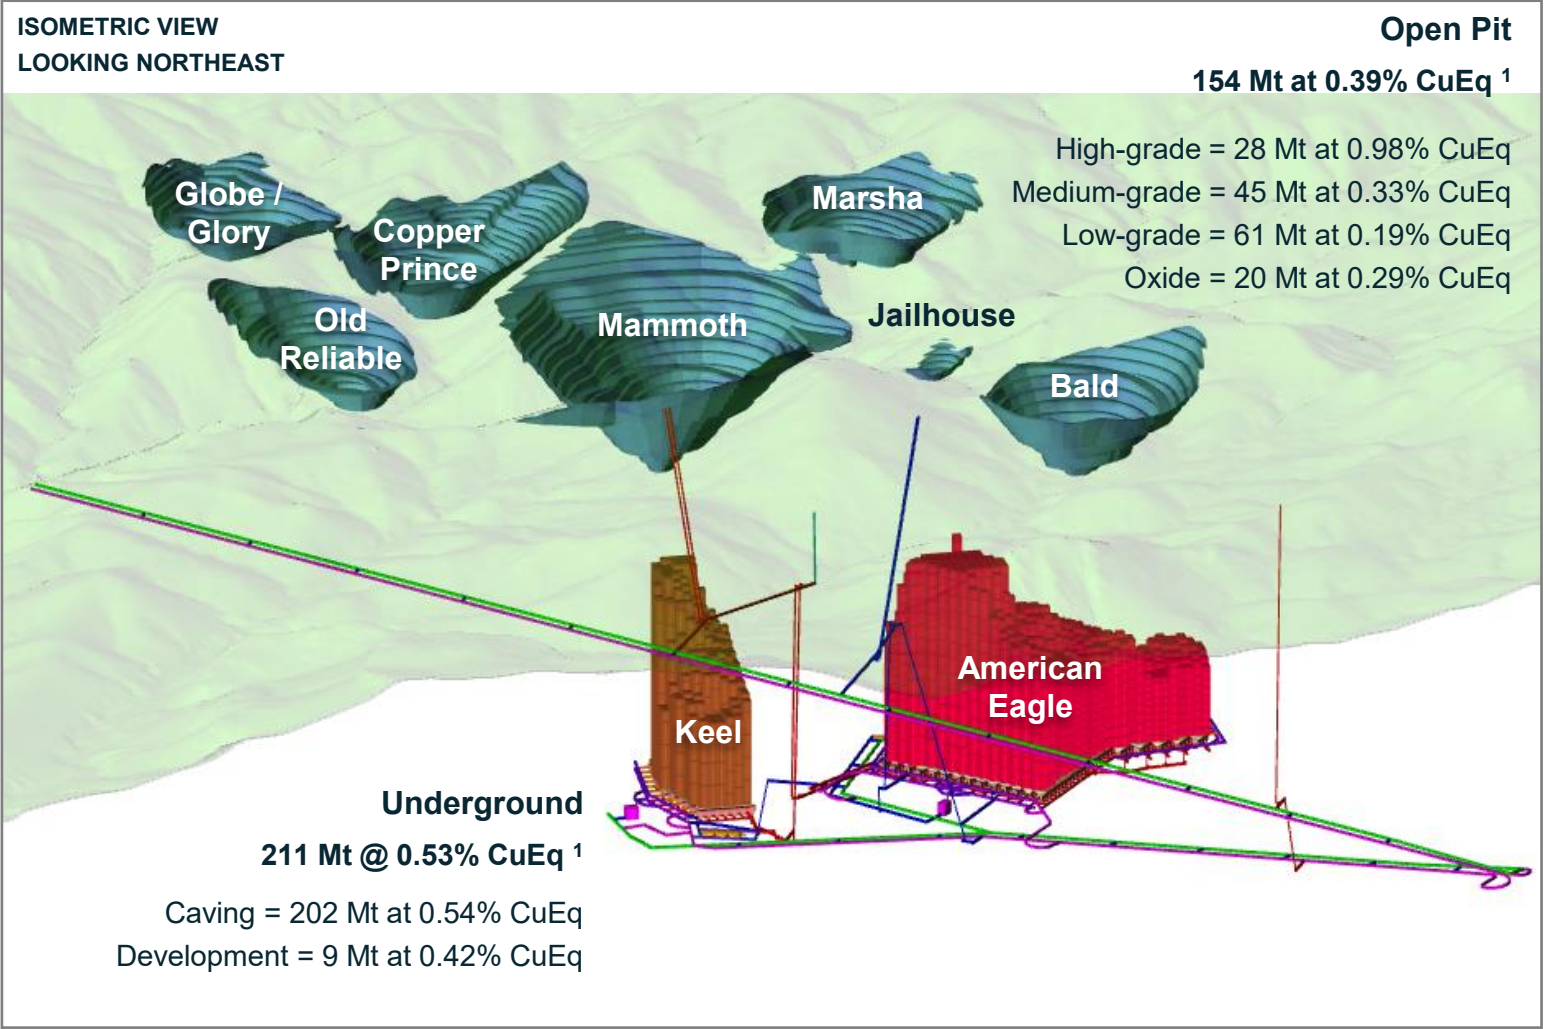 ISOMETRIC VIEW
LOOKING NORTHEAST
Open Pit
154 Mt at 0.39% CuEq ¹
High-grade = 28 Mt at 0.98% CuEq
Medium-grade = 45 Mt at 0.33% CuEq
Low-grade = 61 Mt at 0.19% CuEq
Oxide = 20 Mt at 0.29% CuEq
Globe /
Glory
Copper
Prince
Marsha
Old
Reliable
Mammoth
Jailhouse
Bald
American
Eagle
Keel
Underground
211 Mt @ 0.53% CuEq ¹
Caving = 202 Mt at 0.54% CuEq
Development = 9 Mt at 0.42% CuEq